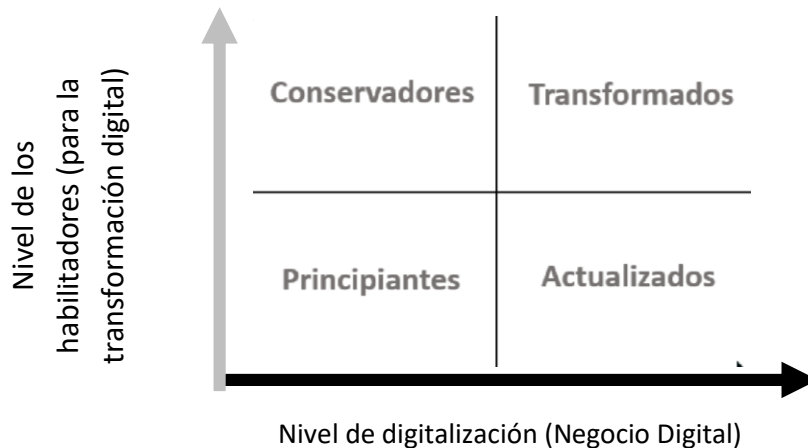 Nivel de los
habilitadores (para la
transformación digital)
Conservadores
Transformados
Principiantes
Actualizados
Nivel de digitalización (Negocio Digital)